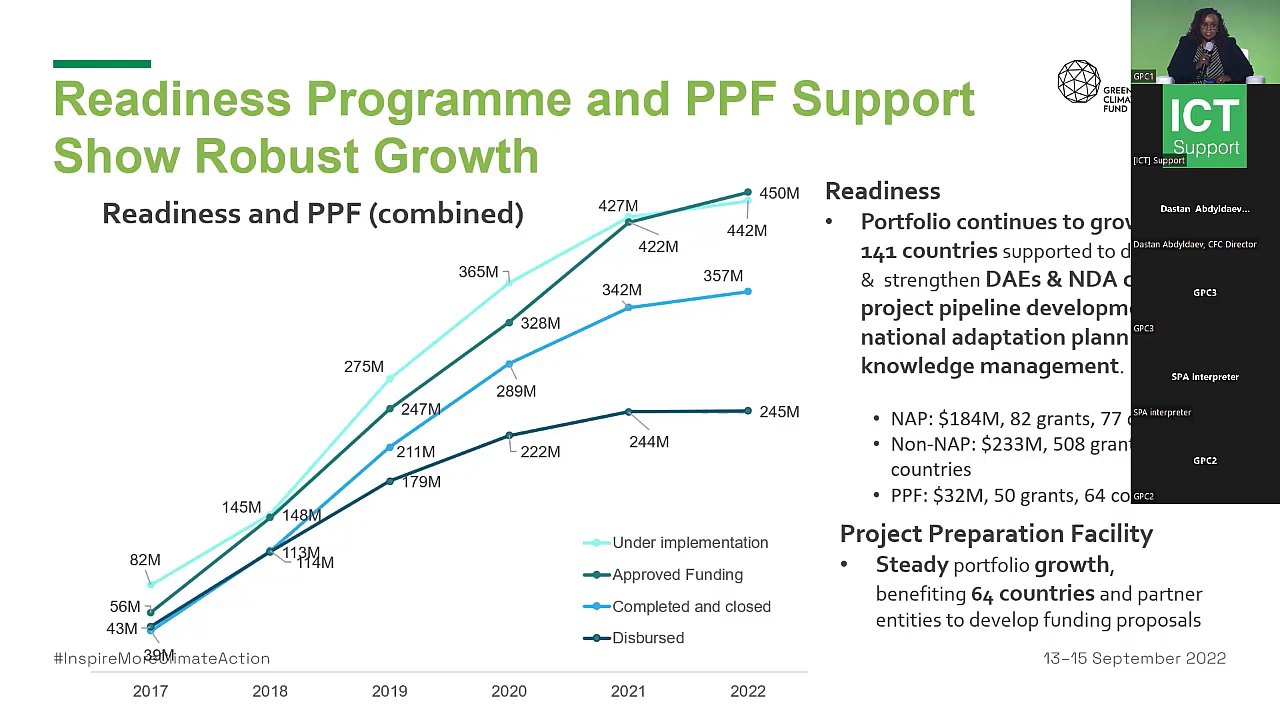 Readiness Programme and PPF Support
Show Robust Growth
GREEN
CLIMA
FUND
Readiness and PPF (combined)
450M
427M
442M
422M
365M
357M
342M
328M
289M
275M
247M
245M
244M
222M
211M
179M
145M
148M
113M
114M
82M
56M
43M
39M
Under implementation
Approved Funding
Completed and closed
Disbursed
2017
2018
2019
2020
2021
2022
Readiness
• Portfolio continues to grow
141 countries supported to d
& strengthen DAEs & NDA c
project pipeline developm
national adaptation plann
knowledge management.
• NAP: $184M, 82 grants, 77 c
• Non-NAP: $233M, 508 grant
countries
• PPF: $32M, 50 grants, 64 co
Project Preparation Facility
• Steady portfolio growth,
benefiting 64 countries and partner
entities to develop funding proposals
#InspireMoreClimateAction
13–15 September 2022
GPC1
ICT
Support
[ICT] Support
Dastan Abdyldaev...
Dastan Abdyldaev, CFC Director
GPC3
GPC3
SPA Interpreter
SPA interpreter
GPC2
GPC2